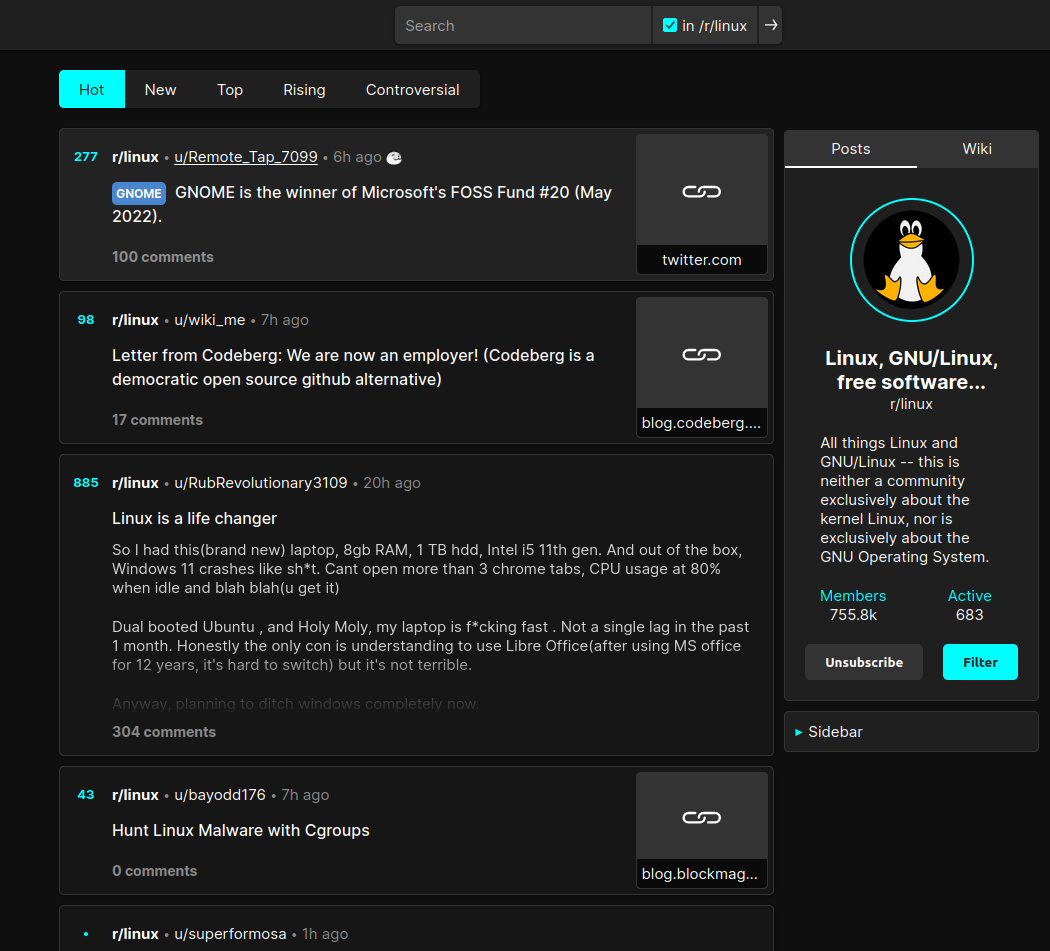 Search
in /r/linux
→
Hot New Top Rising Controversial
277 r/linux • u/Remote_Tap_7099 • 6h ago
GNOME GNOME is the winner of Microsoft's FOSS Fund #20 (May
2022).
100 comments
twitter.com
98 r/linux • u/wiki_me • 7h ago
Letter from Codeberg: We are now an employer! (Codeberg is a
democratic open source github alternative)
17 comments
blog.codeberg....
885 r/linux • u/RubRevolutionary3109 • 20h ago
Linux is a life changer
So I had this(brand new) laptop, 8gb RAM, 1 TB hdd, Intel i5 11th gen. And out of the box,
Windows 11 crashes like sh*t. Cant open more than 3 chrome tabs, CPU usage at 80%
when idle and blah blah(u get it)
Dual booted Ubuntu , and Holy Moly, my laptop is f*cking fast . Not a single lag in the past
1 month. Honestly the only con is understanding to use Libre Office(after using MS office
for 12 years, it's hard to switch) but it's not terrible.
Anyway, planning to ditch windows completely now.
304 comments
43 r/linux • u/bayodd176 • 7h ago
Hunt Linux Malware with Cgroups
0 comments
blog.blockmag...
• r/linux • u/superformosa • 1h ago
Posts Wiki
Linux, GNU/Linux,
free software...
r/linux
All things Linux and
GNU/Linux -- this is
neither a community
exclusively about the
kernel Linux, nor is
exclusively about the
GNU Operating System.
Members Active
755.8k 683
Unsubscribe Filter
▸ Sidebar